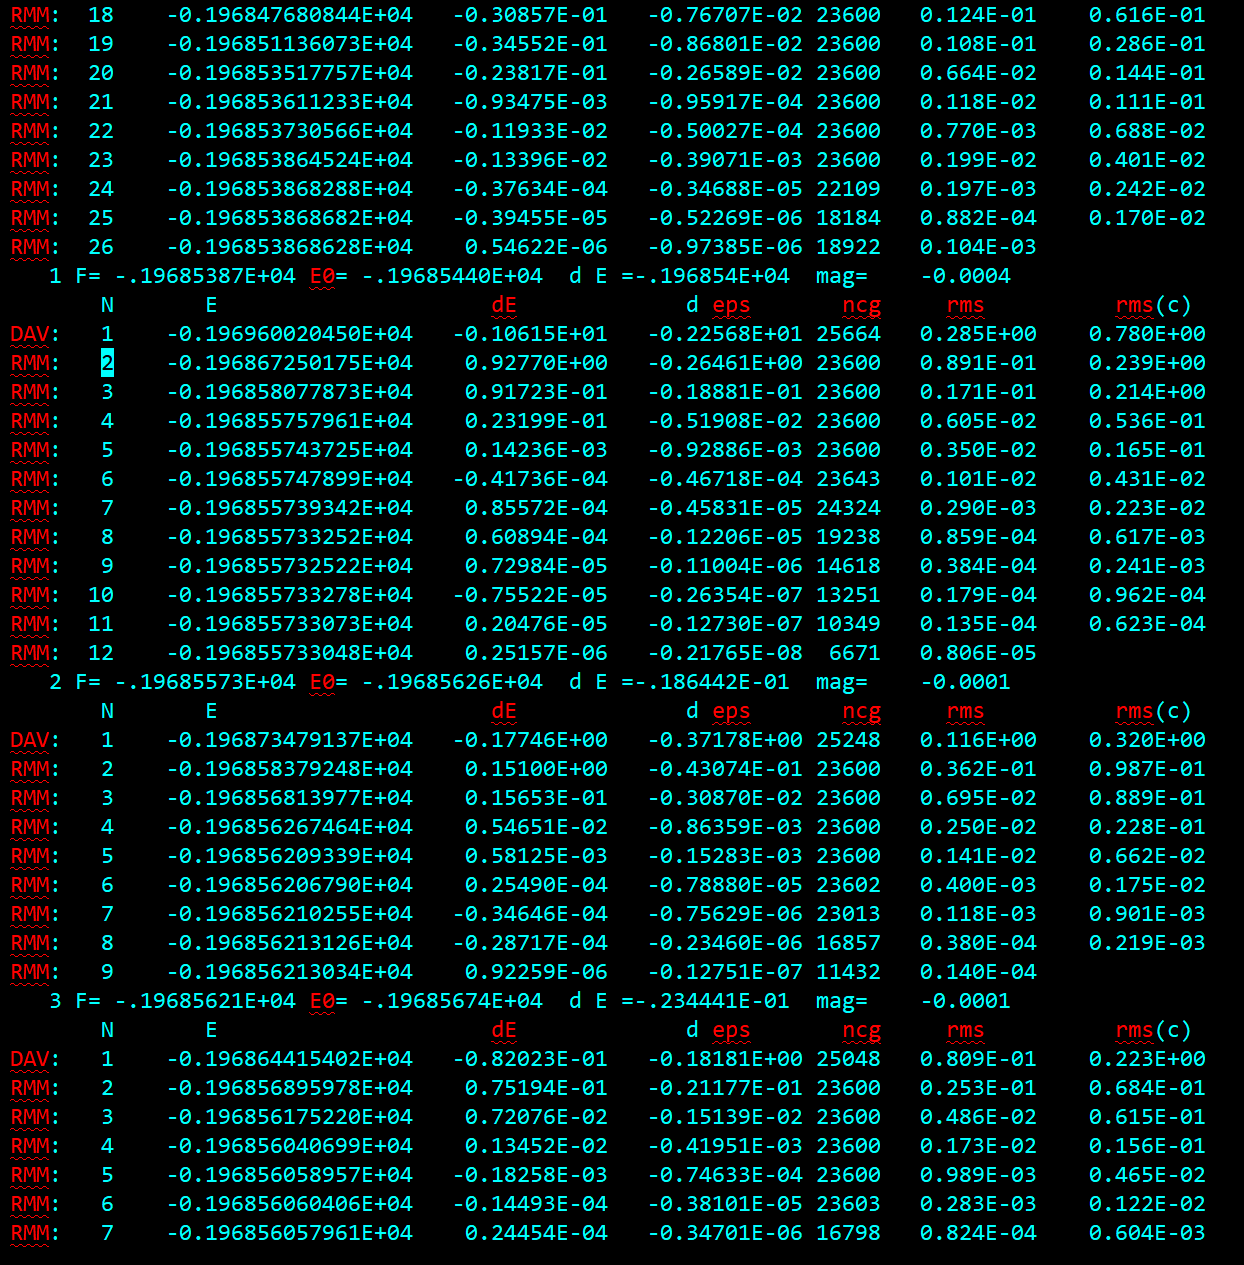 RMM: 18 -0.196847680844E+04 -0.30857E-01 -0.76707E-02 23600 0.124E-01 0.616E-01
RMM: 19 -0.196851136073E+04 -0.34552E-01 -0.86801E-02 23600 0.108E-01 0.286E-01
RMM: 20 -0.196853517757E+04 -0.23817E-01 -0.26589E-02 23600 0.664E-02 0.144E-01
RMM: 21 -0.196853611233E+04 -0.93475E-03 -0.95917E-04 23600 0.118E-02 0.111E-01
RMM: 22 -0.196853730566E+04 -0.11933E-02 -0.50027E-04 23600 0.770E-03 0.688E-02
RMM: 23 -0.196853864524E+04 -0.13396E-02 -0.39071E-03 23600 0.199E-02 0.401E-02
RMM: 24 -0.196853868288E+04 -0.37634E-04 -0.34688E-05 22109 0.197E-03 0.242E-02
RMM: 25 -0.196853868682E+04 -0.39455E-05 -0.52269E-06 18184 0.882E-04 0.170E-02
RMM: 26 -0.196853868628E+04 0.54622E-06 -0.97385E-06 18922 0.104E-03
1 F= -.19685387E+04 E0= -.19685440E+04 d E =-.196854E+04 mag= -0.0004
N E dE d eps ncg rms rms(c)
DAV: 1 -0.196960020450E+04 -0.10615E+01 -0.22568E+01 25664 0.285E+00 0.780E+00
RMM: 2 -0.196867250175E+04 0.92770E+00 -0.26461E+00 23600 0.891E-01 0.239E+00
RMM: 3 -0.196858077873E+04 0.91723E-01 -0.18881E-01 23600 0.171E-01 0.214E+00
RMM: 4 -0.196855757961E+04 0.23199E-01 -0.51908E-02 23600 0.605E-02 0.536E-01
RMM: 5 -0.196855743725E+04 0.14236E-03 -0.92886E-03 23600 0.350E-02 0.165E-01
RMM: 6 -0.196855747899E+04 -0.41736E-04 -0.46718E-04 23643 0.101E-02 0.431E-02
RMM: 7 -0.196855739342E+04 0.85572E-04 -0.45831E-05 24324 0.290E-03 0.223E-02
RMM: 8 -0.196855733252E+04 0.60894E-04 -0.12206E-05 19238 0.859E-04 0.617E-03
RMM: 9 -0.196855732522E+04 0.72984E-05 -0.11004E-06 14618 0.384E-04 0.241E-03
RMM: 10 -0.196855733278E+04 -0.75522E-05 -0.26354E-07 13251 0.179E-04 0.962E-04
RMM: 11 -0.196855733073E+04 0.20476E-05 -0.12730E-07 10349 0.135E-04 0.623E-04
RMM: 12 -0.196855733048E+04 0.25157E-06 -0.21765E-08 6671 0.806E-05
2 F= -.19685573E+04 E0= -.19685626E+04 d E =-.186442E-01 mag= -0.0001
N E dE d eps ncg rms rms(c)
DAV: 1 -0.196873479137E+04 -0.17746E+00 -0.37178E+00 25248 0.116E+00 0.320E+00
RMM: 2 -0.196858379248E+04 0.15100E+00 -0.43074E-01 23600 0.362E-01 0.987E-01
RMM: 3 -0.196856813977E+04 0.15653E-01 -0.30870E-02 23600 0.695E-02 0.889E-01
RMM: 4 -0.196856267464E+04 0.54651E-02 -0.86359E-03 23600 0.250E-02 0.228E-01
RMM: 5 -0.196856209339E+04 0.58125E-03 -0.15283E-03 23600 0.141E-02 0.662E-02
RMM: 6 -0.196856206790E+04 0.25490E-04 -0.78880E-05 23602 0.400E-03 0.175E-02
RMM: 7 -0.196856210255E+04 -0.34646E-04 -0.75629E-06 23013 0.118E-03 0.901E-03
RMM: 8 -0.196856213126E+04 -0.28717E-04 -0.23460E-06 16857 0.380E-04 0.219E-03
RMM: 9 -0.196856213034E+04 0.92259E-06 -0.12751E-07 11432 0.140E-04
3 F= -.19685621E+04 E0= -.19685674E+04 d E =-.234441E-01 mag= -0.0001
N E dE d eps ncg rms rms(c)
DAV: 1 -0.196864415402E+04 -0.82023E-01 -0.18181E+00 25048 0.809E-01 0.223E+00
RMM: 2 -0.196856895978E+04 0.75194E-01 -0.21177E-01 23600 0.253E-01 0.684E-01
RMM: 3 -0.196856175220E+04 0.72076E-02 -0.15139E-02 23600 0.486E-02 0.615E-01
RMM: 4 -0.196856040699E+04 0.13452E-02 -0.41951E-03 23600 0.173E-02 0.156E-01
RMM: 5 -0.196856058957E+04 -0.18258E-03 -0.74633E-04 23600 0.989E-03 0.465E-02
RMM: 6 -0.196856060406E+04 -0.14493E-04 -0.38101E-05 23603 0.283E-03 0.122E-02
RMM: 7 -0.196856057961E+04 0.24454E-04 -0.34701E-06 16798 0.824E-04 0.604E-03